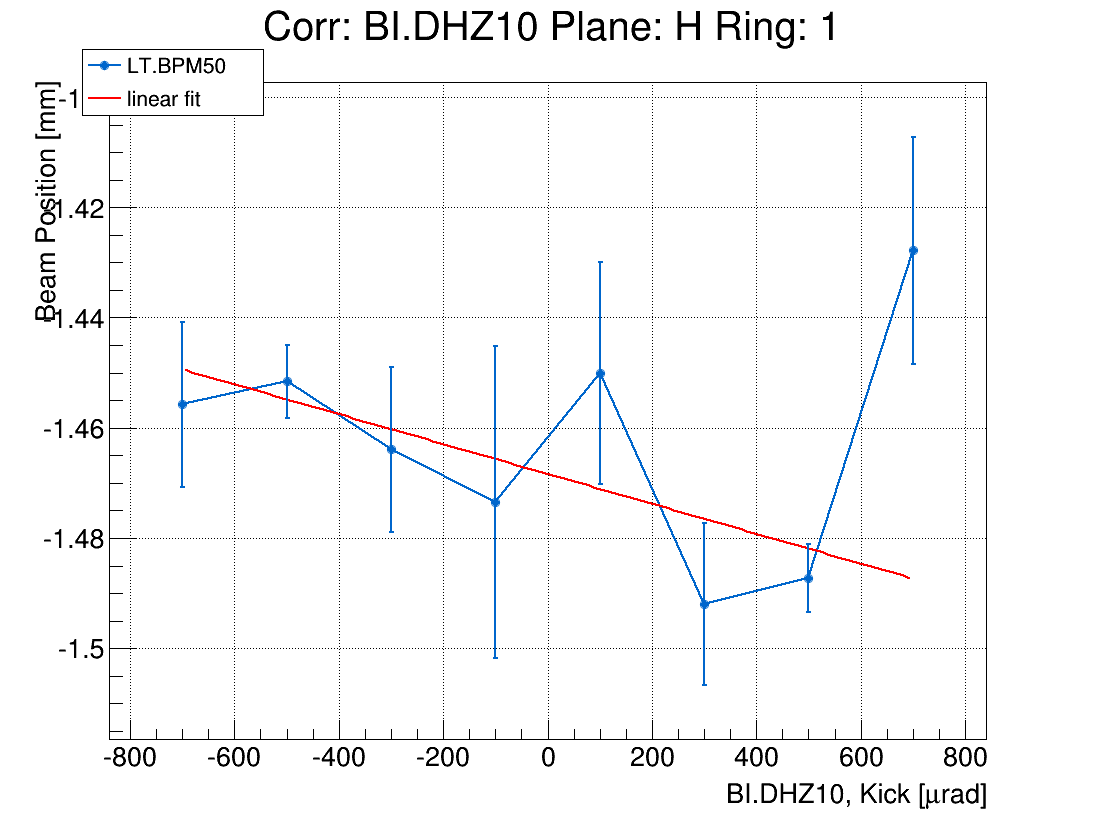 Corr: BI.DHZ10 Plane: H Ring: 1
LT.BPM50
linear fit
Beam Position [mm]
-1
-1.42
-1.44
-1.46
-1.48
-1.5
-800 -600 -400 -200 0 200 400 600 800
BI.DHZ10, Kick [μrad]